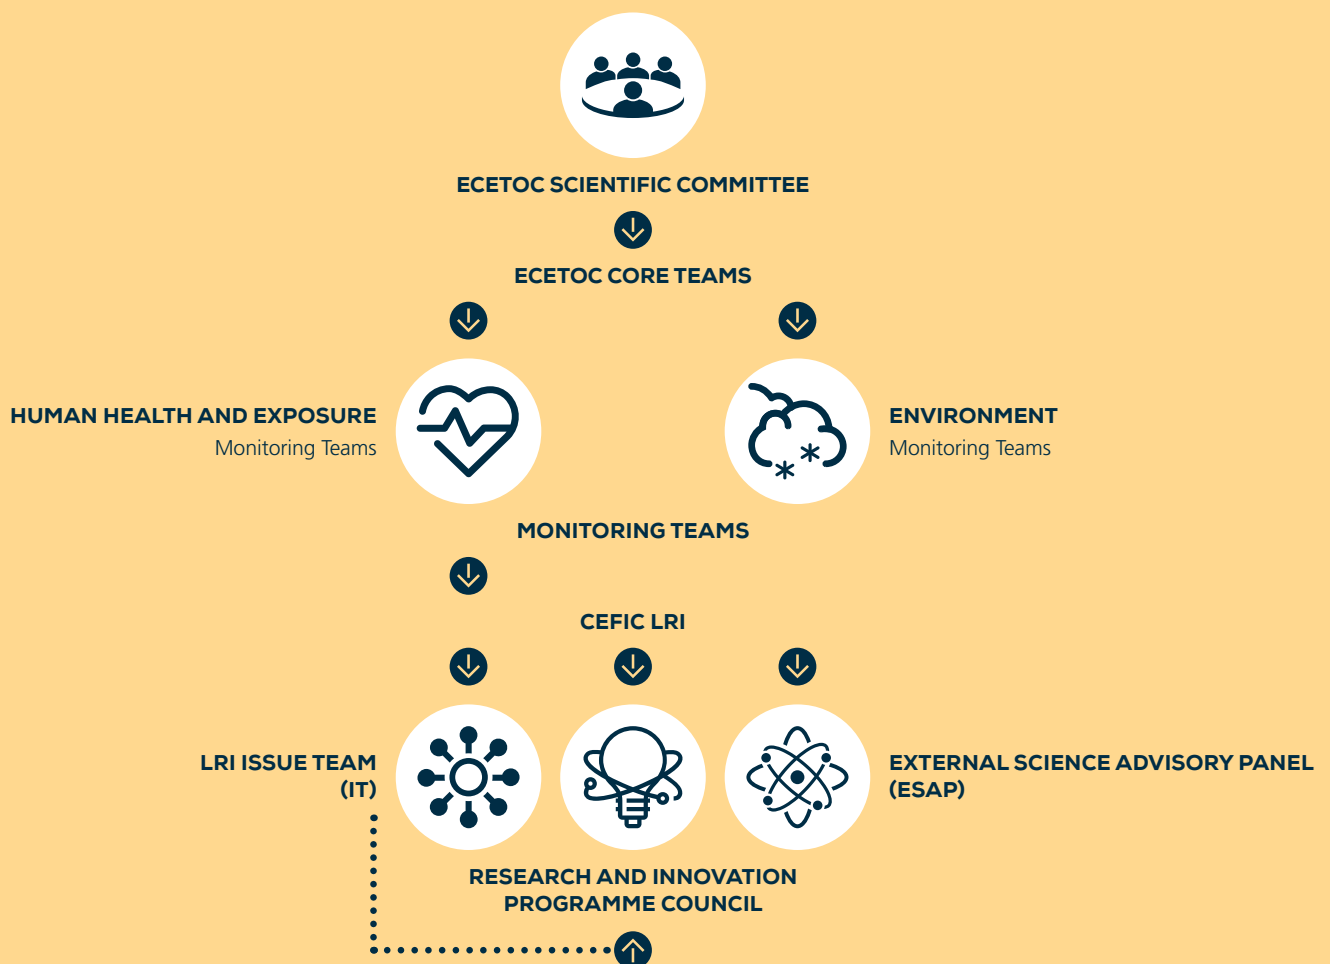 ECETOC SCIENTIFIC COMMITTEE
ECETOC CORE TEAMS
HUMAN HEALTH AND EXPOSURE
Monitoring Teams
ENVIRONMENT
Monitoring Teams
MONITORING TEAMS
CEFIC LRI
LRI ISSUE TEAM
(IT)
EXTERNAL SCIENCE ADVISORY PANEL
(ESAP)
RESEARCH AND INNOVATION
PROGRAMME COUNCIL